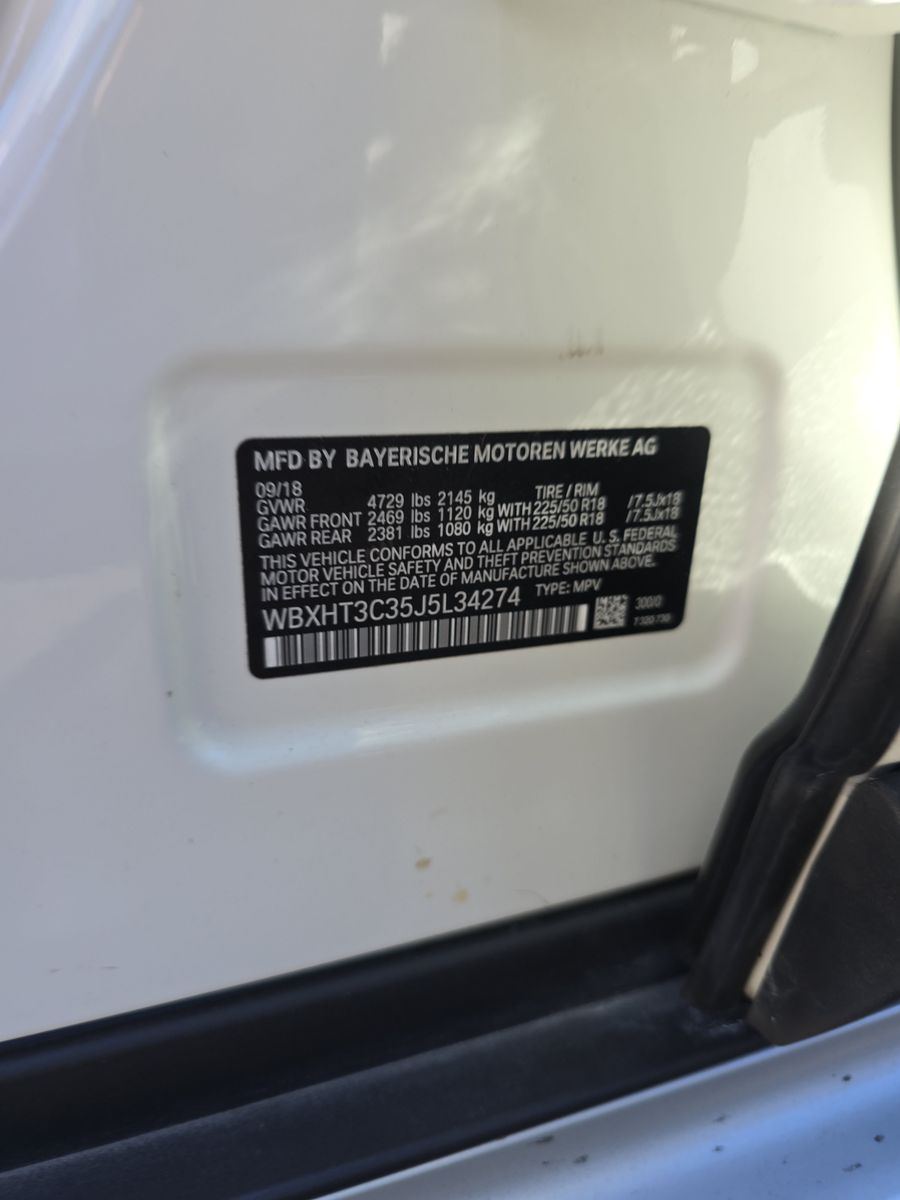 MFD BY BAYERISCHE MOTOREN WERKE AG
09/18 TIRE / RIM
GVWR 4729 lbs 2145 kg
GAWR FRONT 2469 lbs 1120 kg WITH 225/50 R18 /7.5Jx18
GAWR REAR 2381 lbs 1080 kg WITH 225/50 R18 /7.5Jx18
THIS VEHICLE CONFORMS TO ALL APPLICABLE U.S. FEDERAL
MOTOR VEHICLE SAFETY AND THEFT PREVENTION STANDARDS
IN EFFECT ON THE DATE OF MANUFACTURE SHOWN ABOVE.
WBXHT3C35J5L34274 TYPE: MPV
300/0
7 320 739